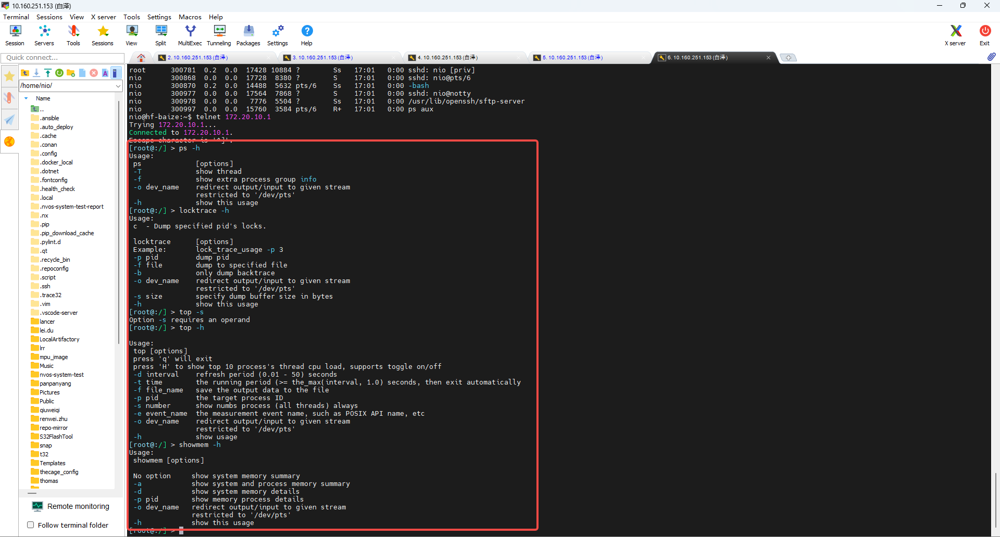 10.160.251.153 (白泽)
Terminal Sessions View X server Tools Settings Macros Help
Session Servers Tools Sessions View Split MultiExec Tunneling Packages Settings Help X server Exit
Quick connect...
2. 10.160.251.153 (白泽)
3. 10.160.251.153 (白泽)
4. 10.160.251.153 (白泽)
5. 10.160.251.153 (白泽)
6. 10.160.251.153 (白泽)
/home/nio/
Name
..
.ansible
.auto_deploy
.cache
.conan
.config
.docker_local
.dotnet
.fontconfig
.health_check
.local
.nvos-system-test-report
.nx
.pip
.pip_download_cache
.pylint.d
.qt
.recycle_bin
.repoconfig
.script
.ssh
.trace32
.vim
.vscode-server
lancer
lei.du
LocalArtifactory
lrr
mpu_image
Music
nvos-system-test
panpanyang
Pictures
Public
qiuweiqi
renwei.zhu
repo-mirror
S32FlashTool
snap
t32
Templates
thecage_config
thomas
Remote monitoring
Follow terminal folder
root 300781 0.2 0.0 17428 10884 ? Ss 17:01 0:00 sshd: nio [priv]
nio 300868 0.0 0.0 17728 8380 ? S 17:01 0:00 sshd: nio@pts/6
nio 300870 0.2 0.0 14488 5632 pts/6 Ss 17:01 0:00 -bash
nio 300977 0.0 0.0 17564 7868 ? S 17:01 0:00 sshd: nio@notty
nio 300978 0.0 0.0 7776 5504 ? Ss 17:01 0:00 /usr/lib/openssh/sftp-server
nio 300997 0.0 0.0 15760 3584 pts/6 R+ 17:01 0:00 ps aux
nio@hf-baize:~$ telnet 172.20.10.1
Trying 172.20.10.1...
Connected to 172.20.10.1.
Escape character is '^]'.
[root@:/] > ps -h
Usage:
ps [options]
-T show thread
-f show extra process group info
-o dev_name redirect output/input to given stream
restricted to '/dev/pts'
-h show this usage
[root@:/] > locktrace -h
Usage:
c - Dump specified pid's locks.
locktrace [options]
Example: lock_trace_usage -p 3
-p pid dump pid
-f file dump to specified file
-b only dump backtrace
-o dev_name redirect output/input to given stream
restricted to '/dev/pts'
-s size specify dump buffer size in bytes
-h show this usage
[root@:/] > top -s
Option -s requires an operand
[root@:/] > top -h
Usage:
top [options]
press 'q' will exit
press 'H' to show top 10 process's thread cpu load, supports toggle on/off
-d interval refresh period (0.01 - 50) seconds
-t time the running period (>= the_max(interval, 1.0) seconds, then exit automatically
-f file_name save the output data to the file
-p pid the target process ID
-s number show numbs process (all threads) always
-e event_name the measurement event name, such as POSIX API name, etc
-o dev_name redirect output/input to given stream
restricted to '/dev/pts'
-h show usage
[root@:/] > showmem -h
Usage:
showmem [options]
No option show system memory summary
-a show system and process memory summary
-d show system memory details
-p pid show memory process details
-o dev_name redirect output/input to given stream
restricted to '/dev/pts'
-h show this usage
[root@:/] >